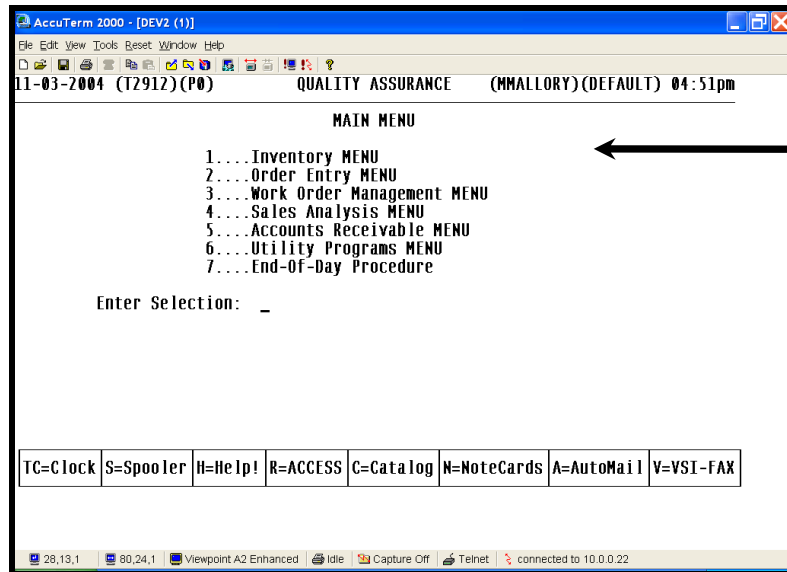 AccuTerm 2000 - [DEV2 (1)]
File Edit View Tools Reset Window Help
11-03-2004 (T2912)(P0) QUALITY ASSURANCE (MMALLORY)(DEFAULT) 04:51pm
MAIN MENU
1....Inventory MENU
2....Order Entry MENU
3....Work Order Management MENU
4....Sales Analysis MENU
5....Accounts Receivable MENU
6....Utility Programs MENU
7....End-Of-Day Procedure
Enter Selection: _
TC=Clock S=Spooler H=Help! R=ACCESS C=Catalog N=NoteCards A=AutoMail V=VSI-FAX
28,13,1 80,24,1 Viewpoint A2 Enhanced Idle Capture Off Telnet connected to 10.0.0.22